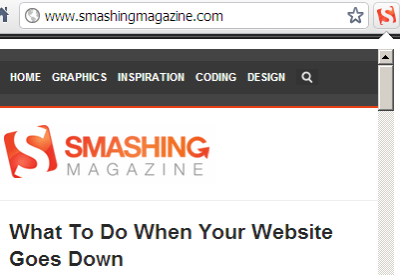 www.smashingmagazine.com
HOME GRAPHICS INSPIRATION CODING DESIGN
SMASHING
MAGAZINE
What To Do When Your Website
Goes Down